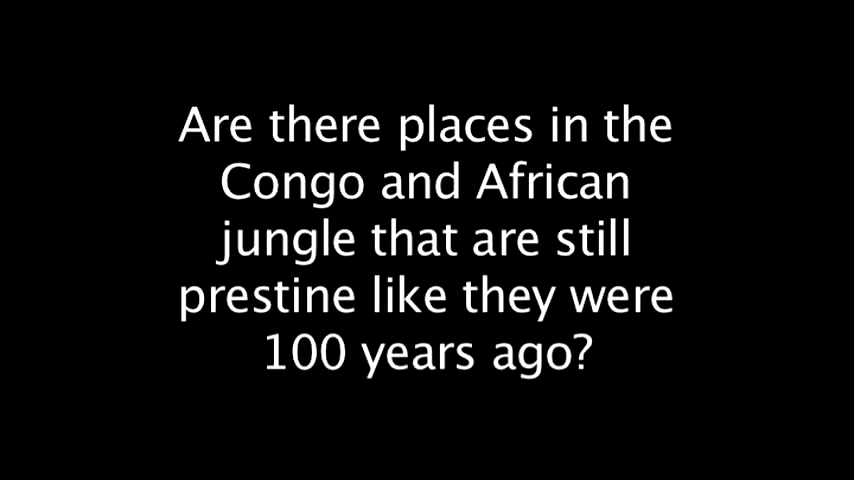 Are there places in the
Congo and African
jungle that are still
prestine like they were
100 years ago?